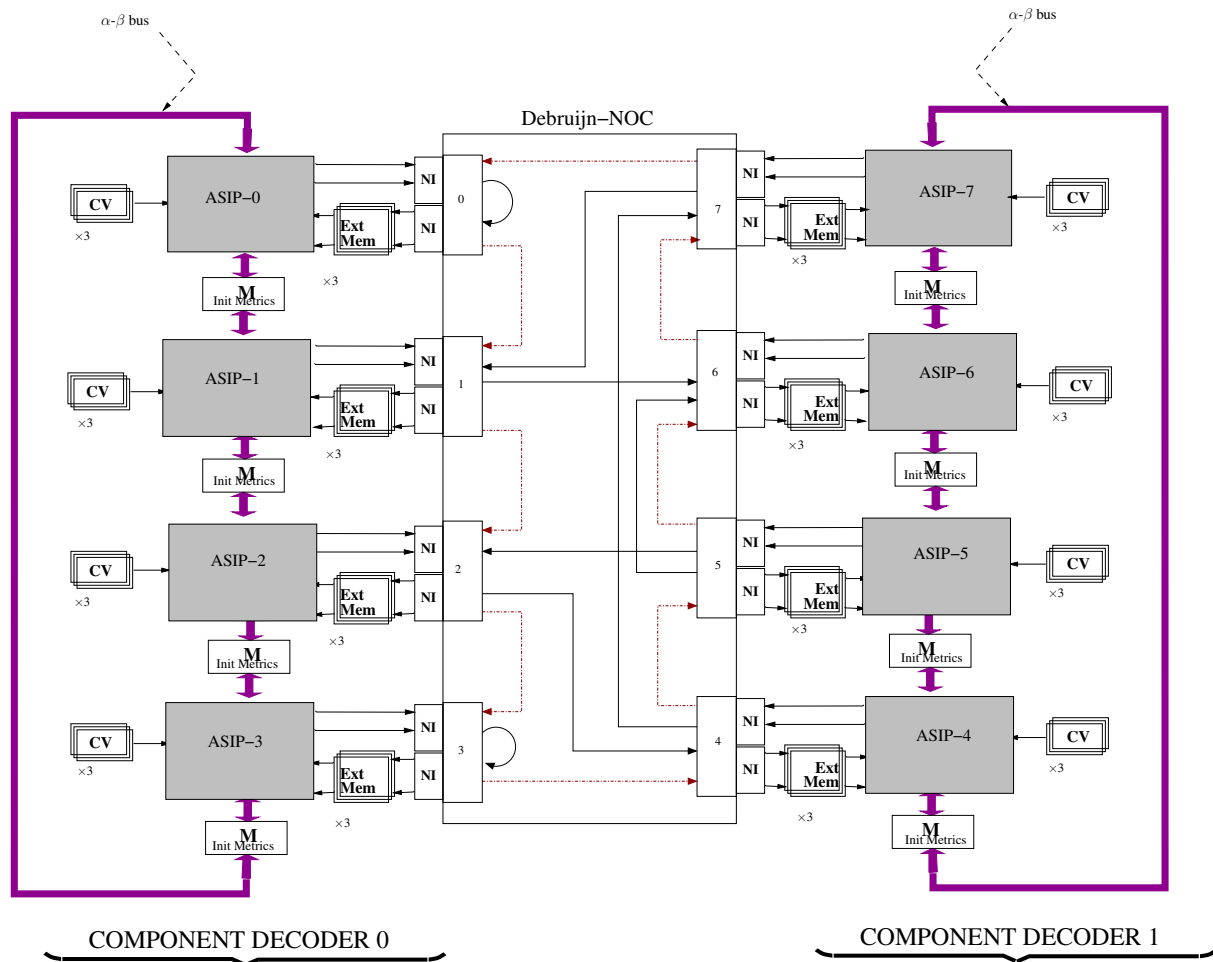 α-β bus
α-β bus
Debruijn-NOC
CV
×3
ASIP-0
NI
NI
Ext
Mem
×3
0
7
NI
NI
Ext
Mem
×3
ASIP-7
CV
×3
M
Init Metrics
M
Init Metrics
CV
×3
ASIP-1
NI
NI
Ext
Mem
×3
1
6
NI
NI
Ext
Mem
×3
ASIP-6
CV
×3
M
Init Metrics
M
Init Metrics
CV
×3
ASIP-2
NI
NI
Ext
Mem
×3
2
5
NI
NI
Ext
Mem
×3
ASIP-5
CV
×3
M
Init Metrics
M
Init Metrics
CV
×3
ASIP-3
NI
NI
Ext
Mem
×3
3
4
NI
NI
Ext
Mem
×3
ASIP-4
CV
×3
M
Init Metrics
M
Init Metrics
COMPONENT DECODER 0
COMPONENT DECODER 1